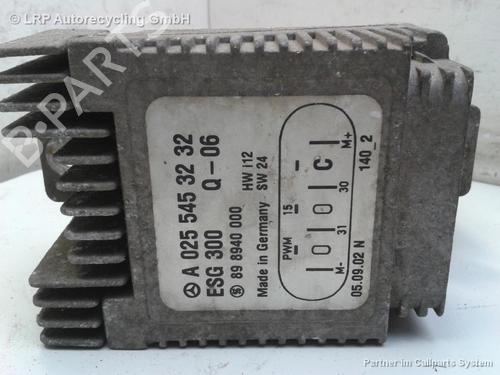 © LRP Autorecycling GmbH
B-PARTS
A 025 545 32 32
ESG 300 Q-06
89 8940 000
HW i12
Made in Germany SW 24
PWM 15
M- 31 30 M+
C
140_2
05.09.02 N
Partner im Callparts System